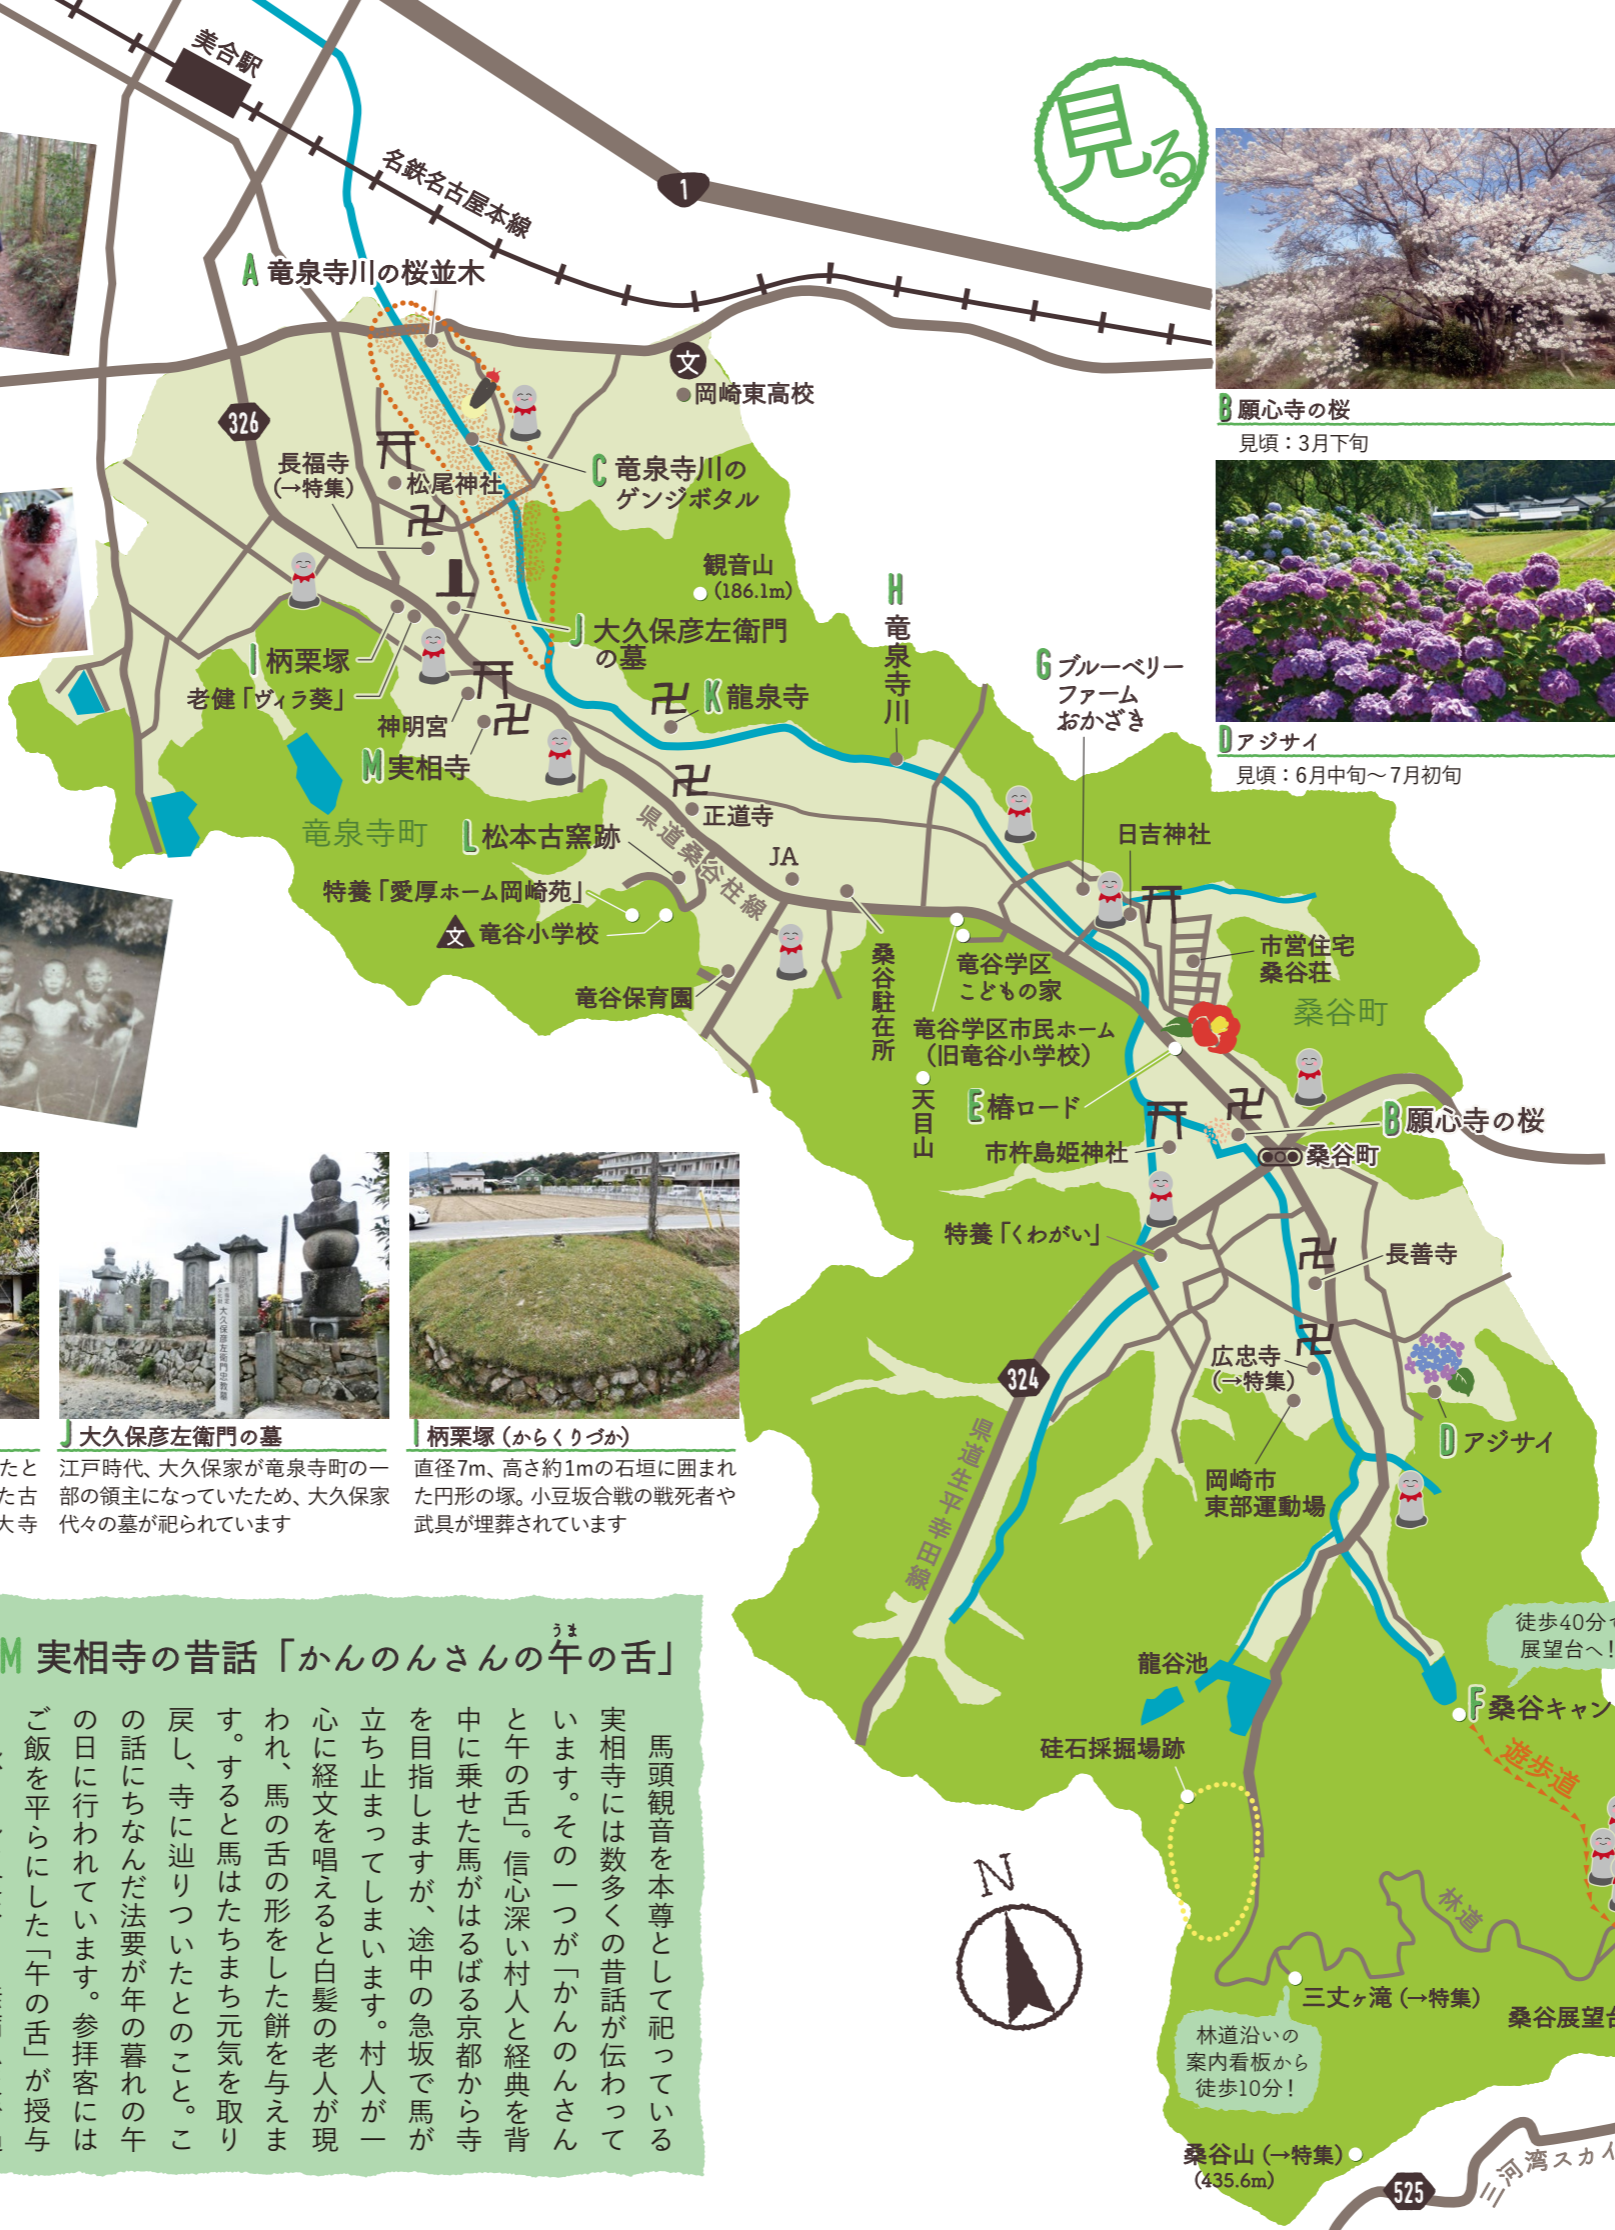 美合駅
名鉄名古屋本線
1
見る
A 竜泉寺川の桜並木
326
文
岡崎東高校
長福寺
(→特集)
松尾神社
C 竜泉寺川の
ゲンジボタル
観音山
(186.1m)
H 竜泉寺川
J 大久保彦左衛門
の墓
I 柄栗塚
老健「ヴィラ葵」
神明宮
M 実相寺
K 龍泉寺
G ブルーベリー
ファーム
おかざき
正道寺
竜泉寺町
L 松本古窯跡
県道桑谷柱線
JA
日吉神社
特養「愛厚ホーム岡崎苑」
文 竜谷小学校
竜谷保育園
桑谷駐在所
竜谷学区
こどもの家
竜谷学区市民ホーム
(旧竜谷小学校)
市営住宅
桑谷荘
桑谷町
天目山
E 椿ロード
B 願心寺の桜
市杵島姫神社
桑谷町
特養「くわがい」
長善寺
広忠寺
(→特集)
324
県道生平幸田線
D アジサイ
岡崎市
東部運動場
徒歩40分で
展望台へ!
龍谷池
F 桑谷キャン
遊歩道
硅石採掘場跡
N
林道
三丈ヶ滝 (→特集)
林道沿いの
案内看板から
徒歩10分!
桑谷展望台
桑谷山 (→特集)
(435.6m)
525
三河湾スカイ
B 願心寺の桜
見頃:3月下旬
D アジサイ
見頃:6月中旬〜7月初旬
大久保彦左衛門忠教墓
J 大久保彦左衛門の墓
江戸時代、大久保家が竜泉寺町の一
部の領主になっていたため、大久保家
代々の墓が祀られています
I 柄栗塚 (からくりづか)
直径7m、高さ約1mの石垣に囲まれ
た円形の塚。小豆坂合戦の戦死者や
武具が埋葬されています
たと
た古
大寺
M 実相寺の昔話「かんのんさんの午の舌」
うま
馬頭観音を本尊として祀っている
実相寺には数多くの昔話が伝わって
います。その一つが「かんのんさん
と午の舌」。信心深い村人と経典を背
中に乗せた馬がはるばる京都から寺
を目指しますが、途中の急坂で馬が
立ち止まってしまいます。村人が一
心に経文を唱えると白髪の老人が現
われ、馬の舌の形をした餅を与えま
す。すると馬はたちまち元気を取り
戻し、寺に辿りついたとのこと。こ
の話にちなんだ法要が年の暮れの午
の日に行われています。参拝客には
ご飯を平らにした「午の舌」が授与